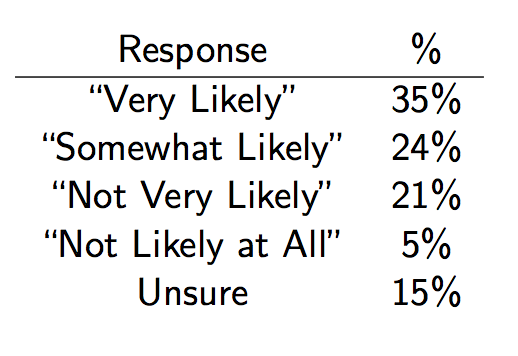 Response %
“Very Likely” 35%
“Somewhat Likely” 24%
“Not Very Likely” 21%
“Not Likely at All” 5%
Unsure 15%